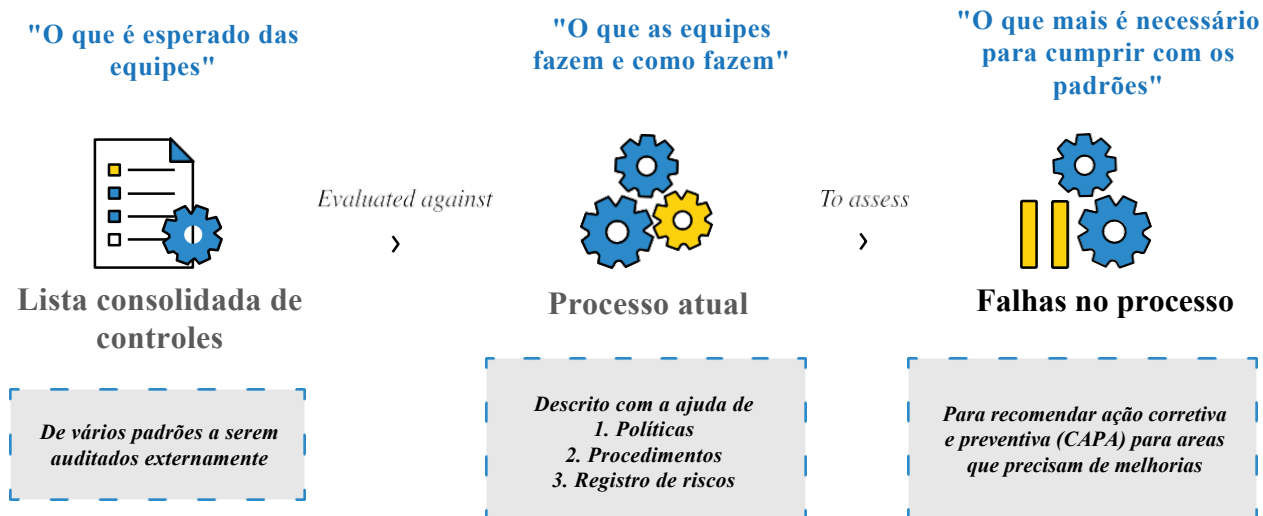 "O que é esperado das
equipes"
"O que as equipes
fazem e como fazem"
"O que mais é necessário
para cumprir com os
padrões"
Evaluated against
›
To assess
›
Lista consolidada de
controles
Processo atual
Falhas no processo
De vários padrões a serem
auditados externamente
Descrito com a ajuda de
1. Políticas
2. Procedimentos
3. Registro de riscos
Para recomendar ação corretiva
e preventiva (CAPA) para areas
que precisam de melhorias